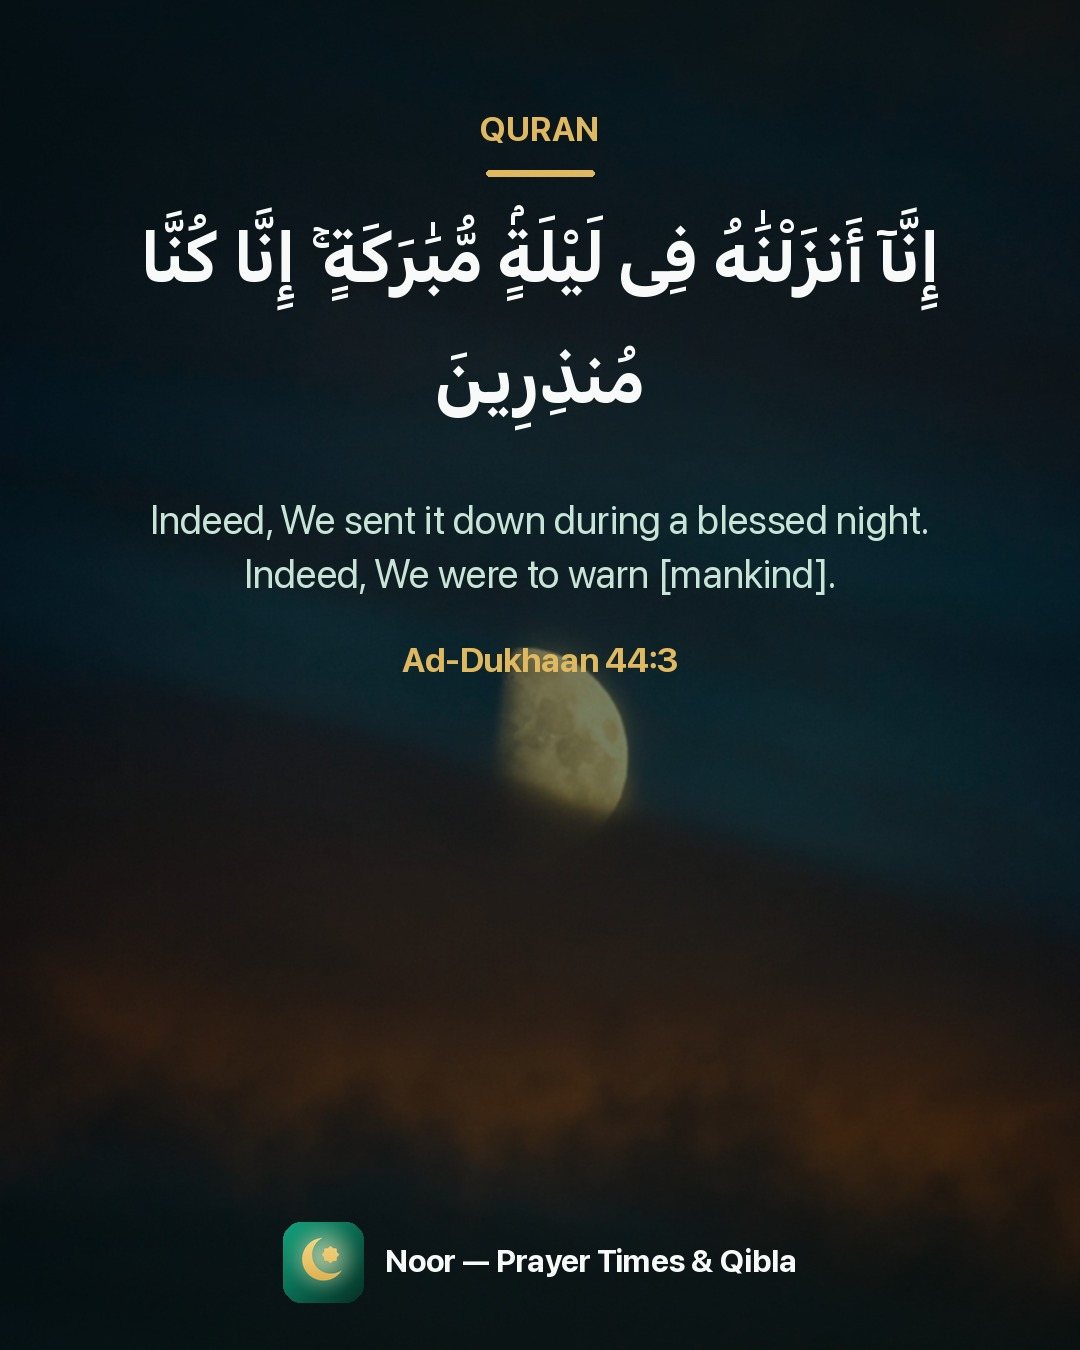 QURAN
إِنَّآ أَنزَلْنَٰهُ فِى لَيْلَةٍۢ مُّبَٰرَكَةٍ ۚ إِنَّا كُنَّا
مُنذِرِينَ
Indeed, We sent it down during a blessed night.
Indeed, We were to warn [mankind].
Ad-Dukhaan 44:3
Noor — Prayer Times & Qibla